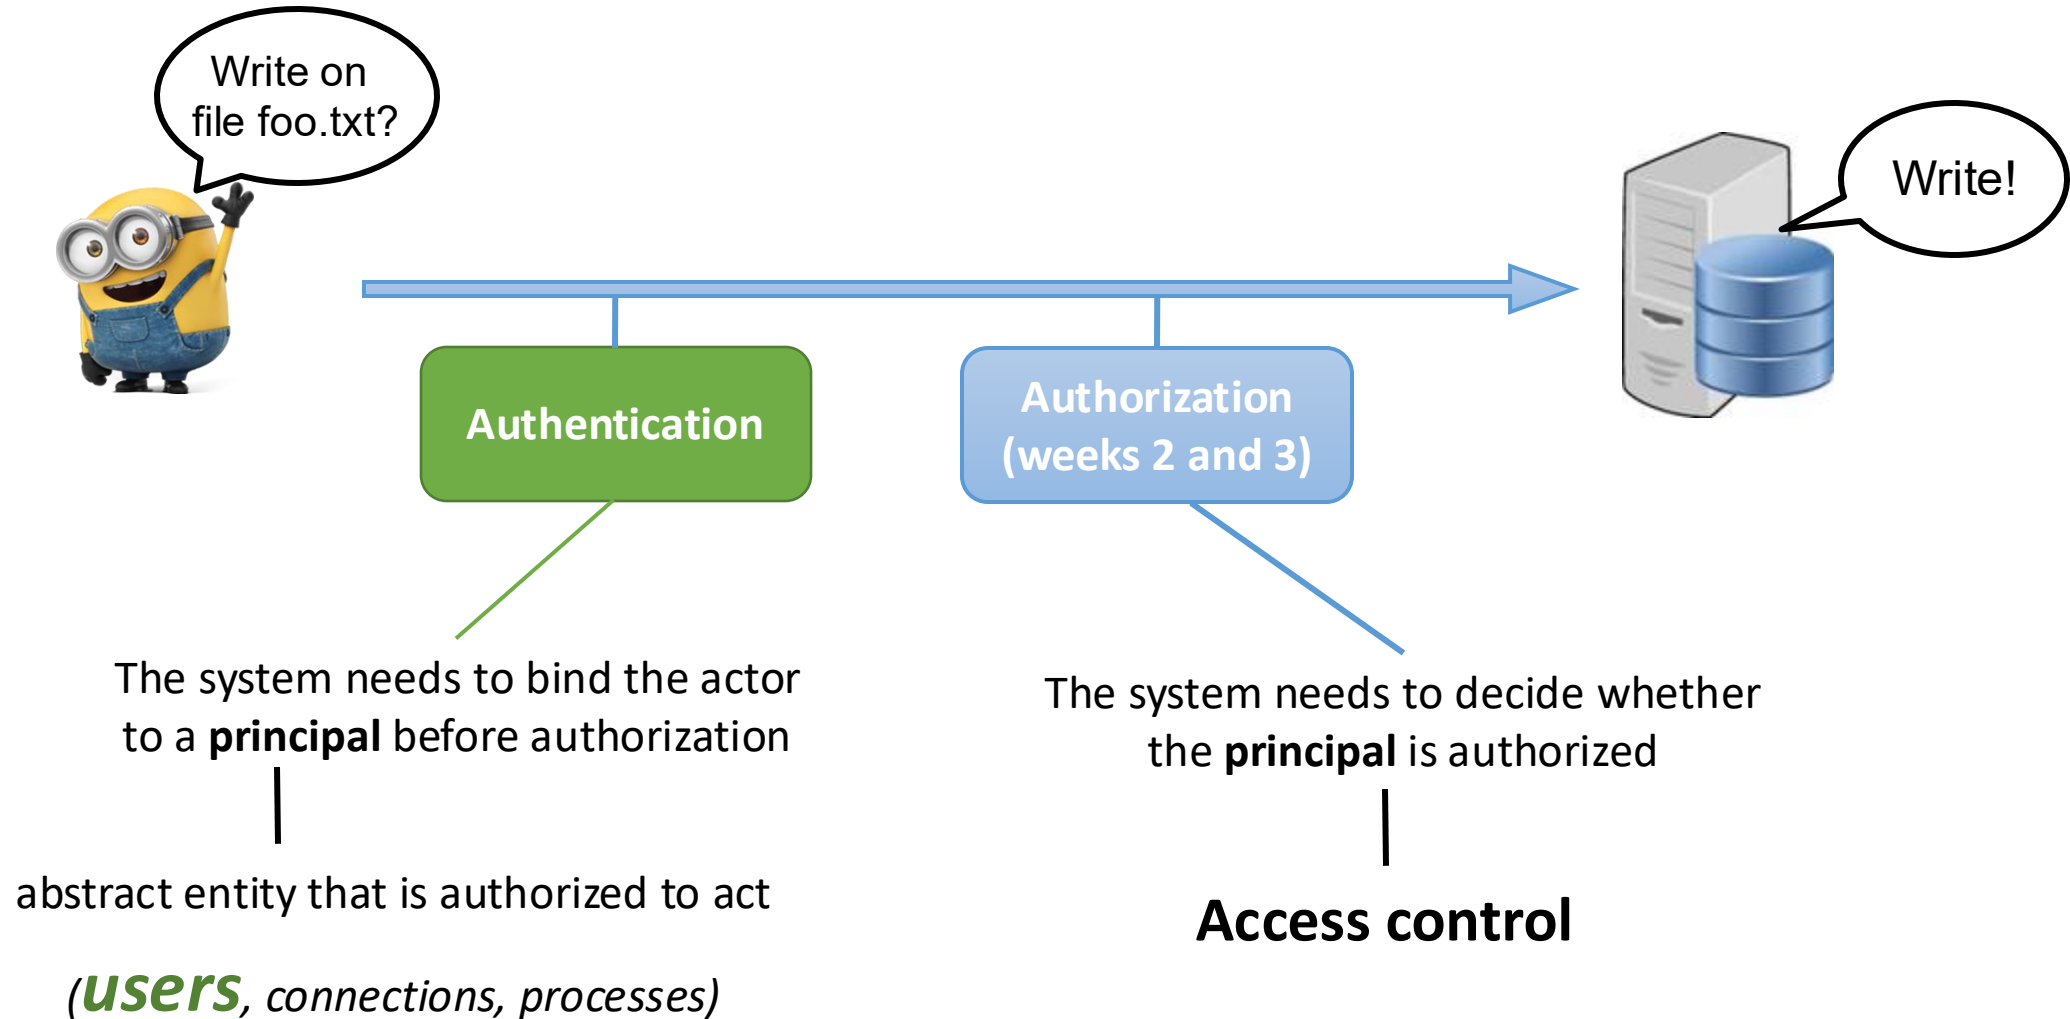 Write on
file foo.txt?
Write!
Authentication
Authorization
(weeks 2 and 3)
The system needs to bind the actor
to a principal before authorization
abstract entity that is authorized to act
(users, connections, processes)
The system needs to decide whether
the principal is authorized
Access control